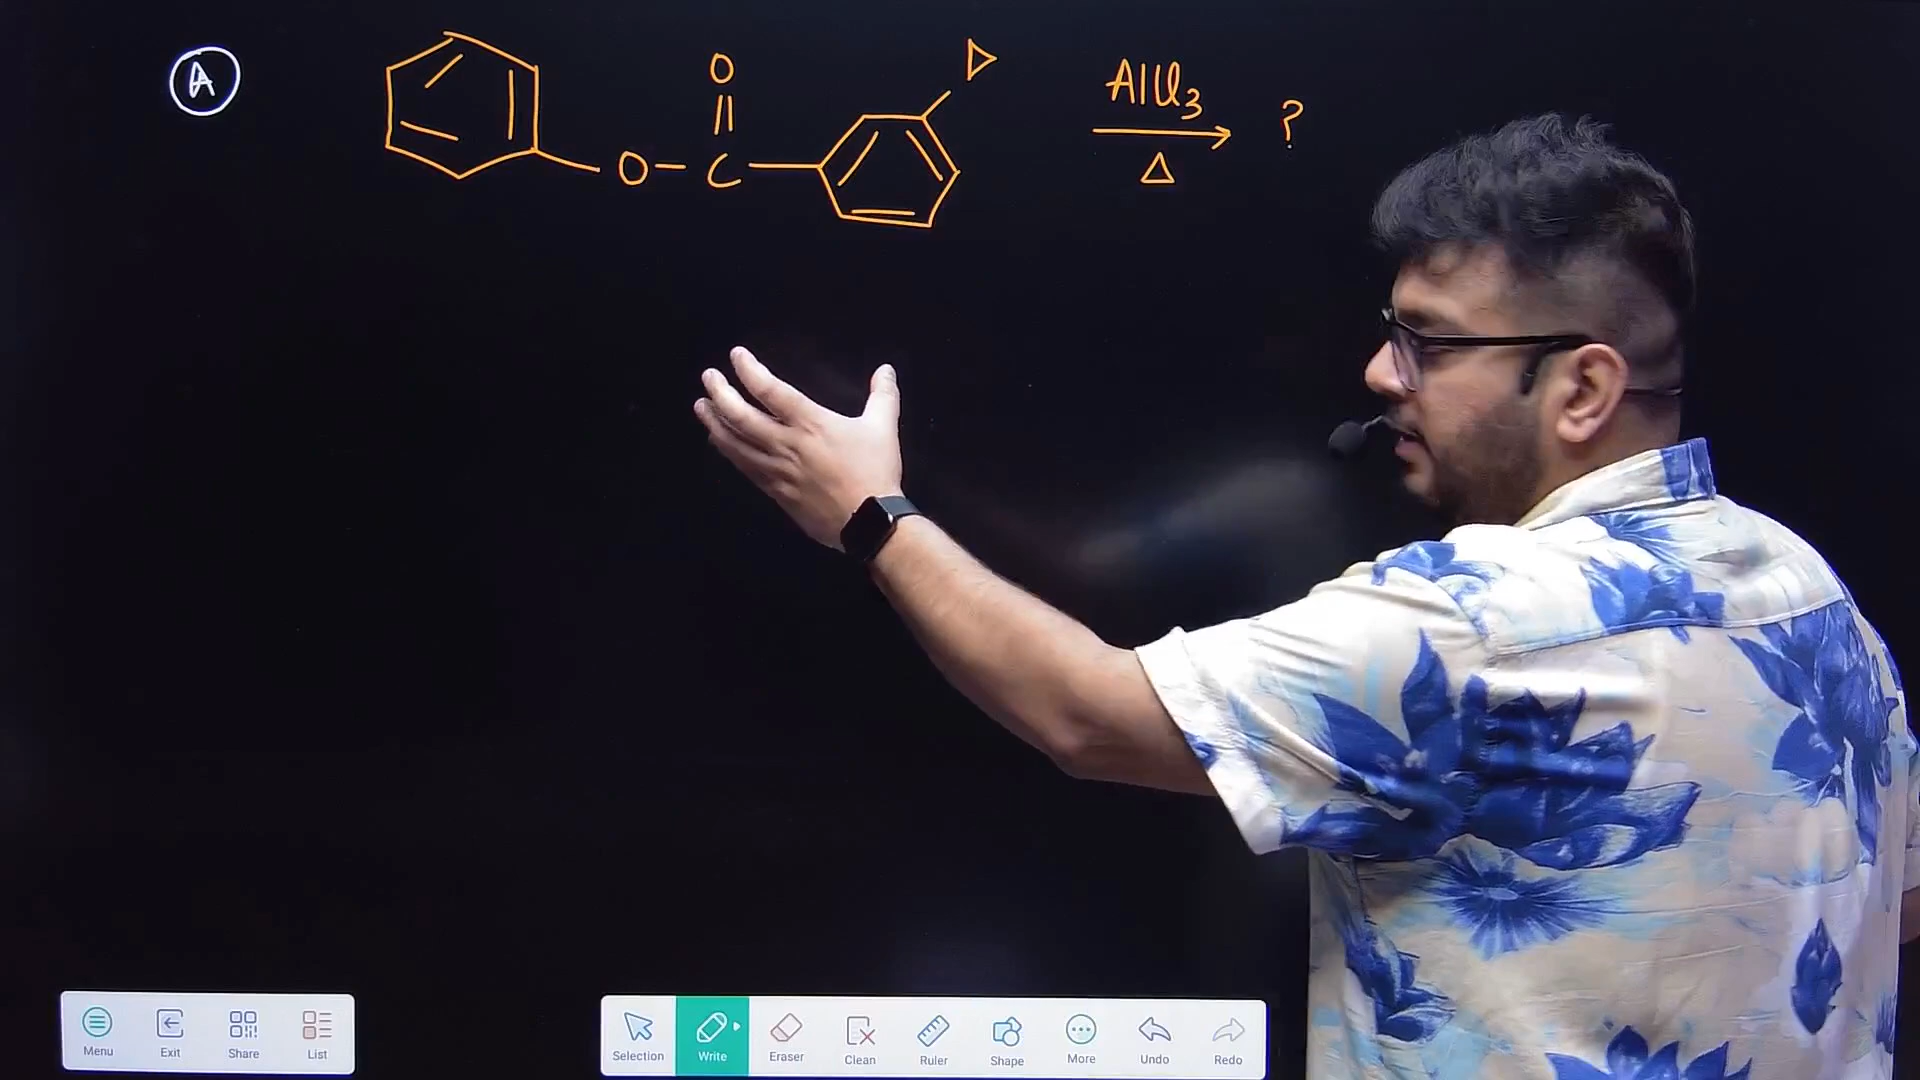 A
O
O – C
D
AlCl3
Δ
?
Menu Exit Share List
Selection Write Eraser Clean Ruler Shape More Undo Redo